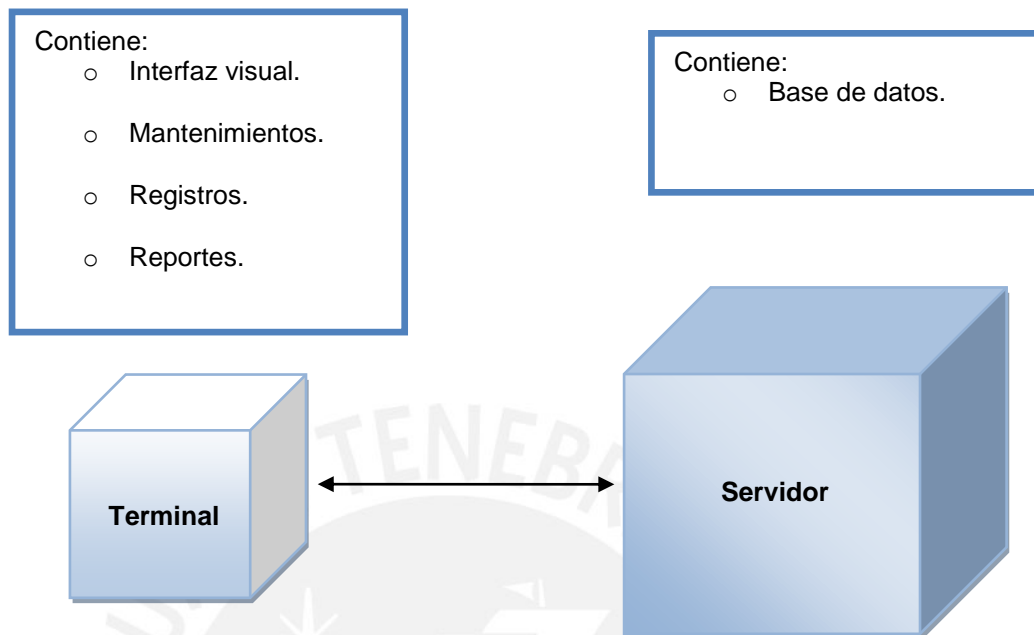 Contiene:
o Interfaz visual.
o Mantenimientos.
o Registros.
o Reportes.
Contiene:
o Base de datos.
Terminal
Servidor